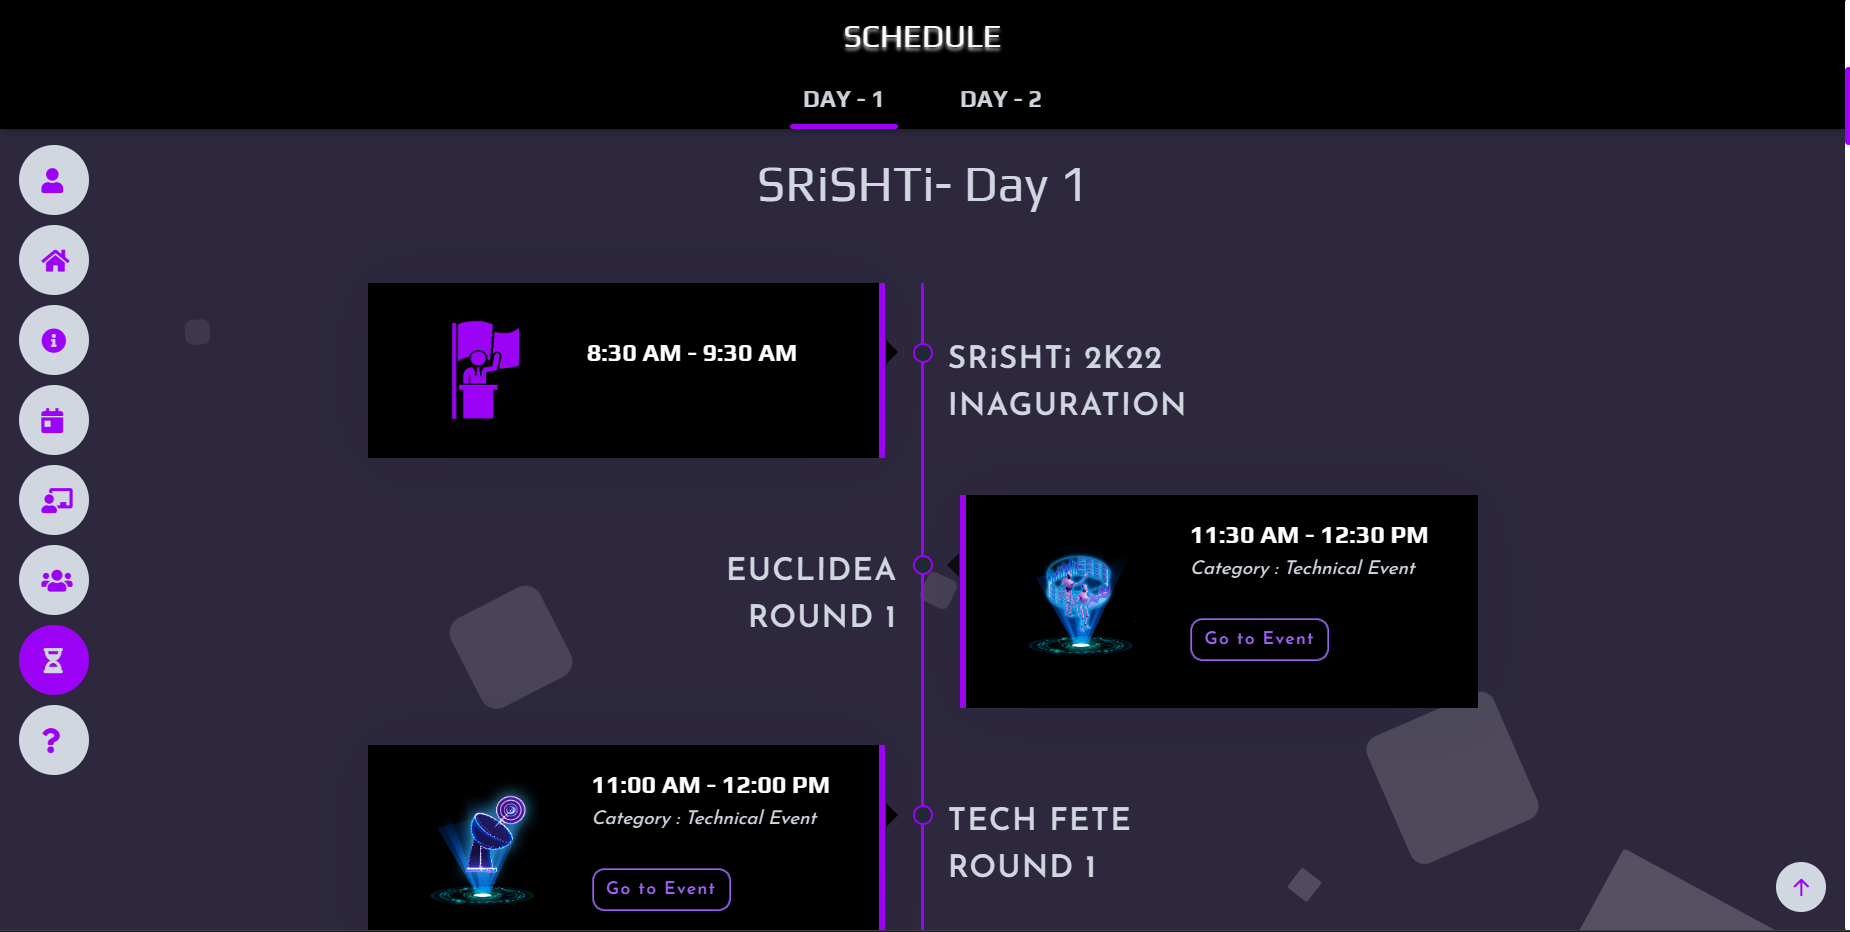 SCHEDULE
DAY - 1
DAY - 2
SRiSHTi- Day 1
8:30 AM - 9:30 AM
SRiSHTi 2K22
INAGURATION
EUCLIDEA
ROUND 1
11:30 AM - 12:30 PM
Category : Technical Event
Go to Event
11:00 AM - 12:00 PM
Category : Technical Event
Go to Event
TECH FETE
ROUND 1